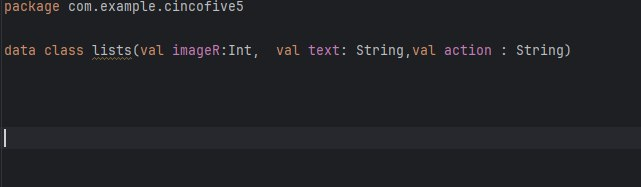 package com.example.cincofive5
data class lists(val imageR:Int,  val text: String,val action : String)